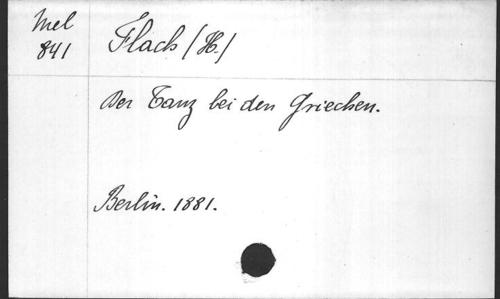 Mel
841
Flach (H.)
Der Tanz bei den Griechen.
Berlin. 1881.